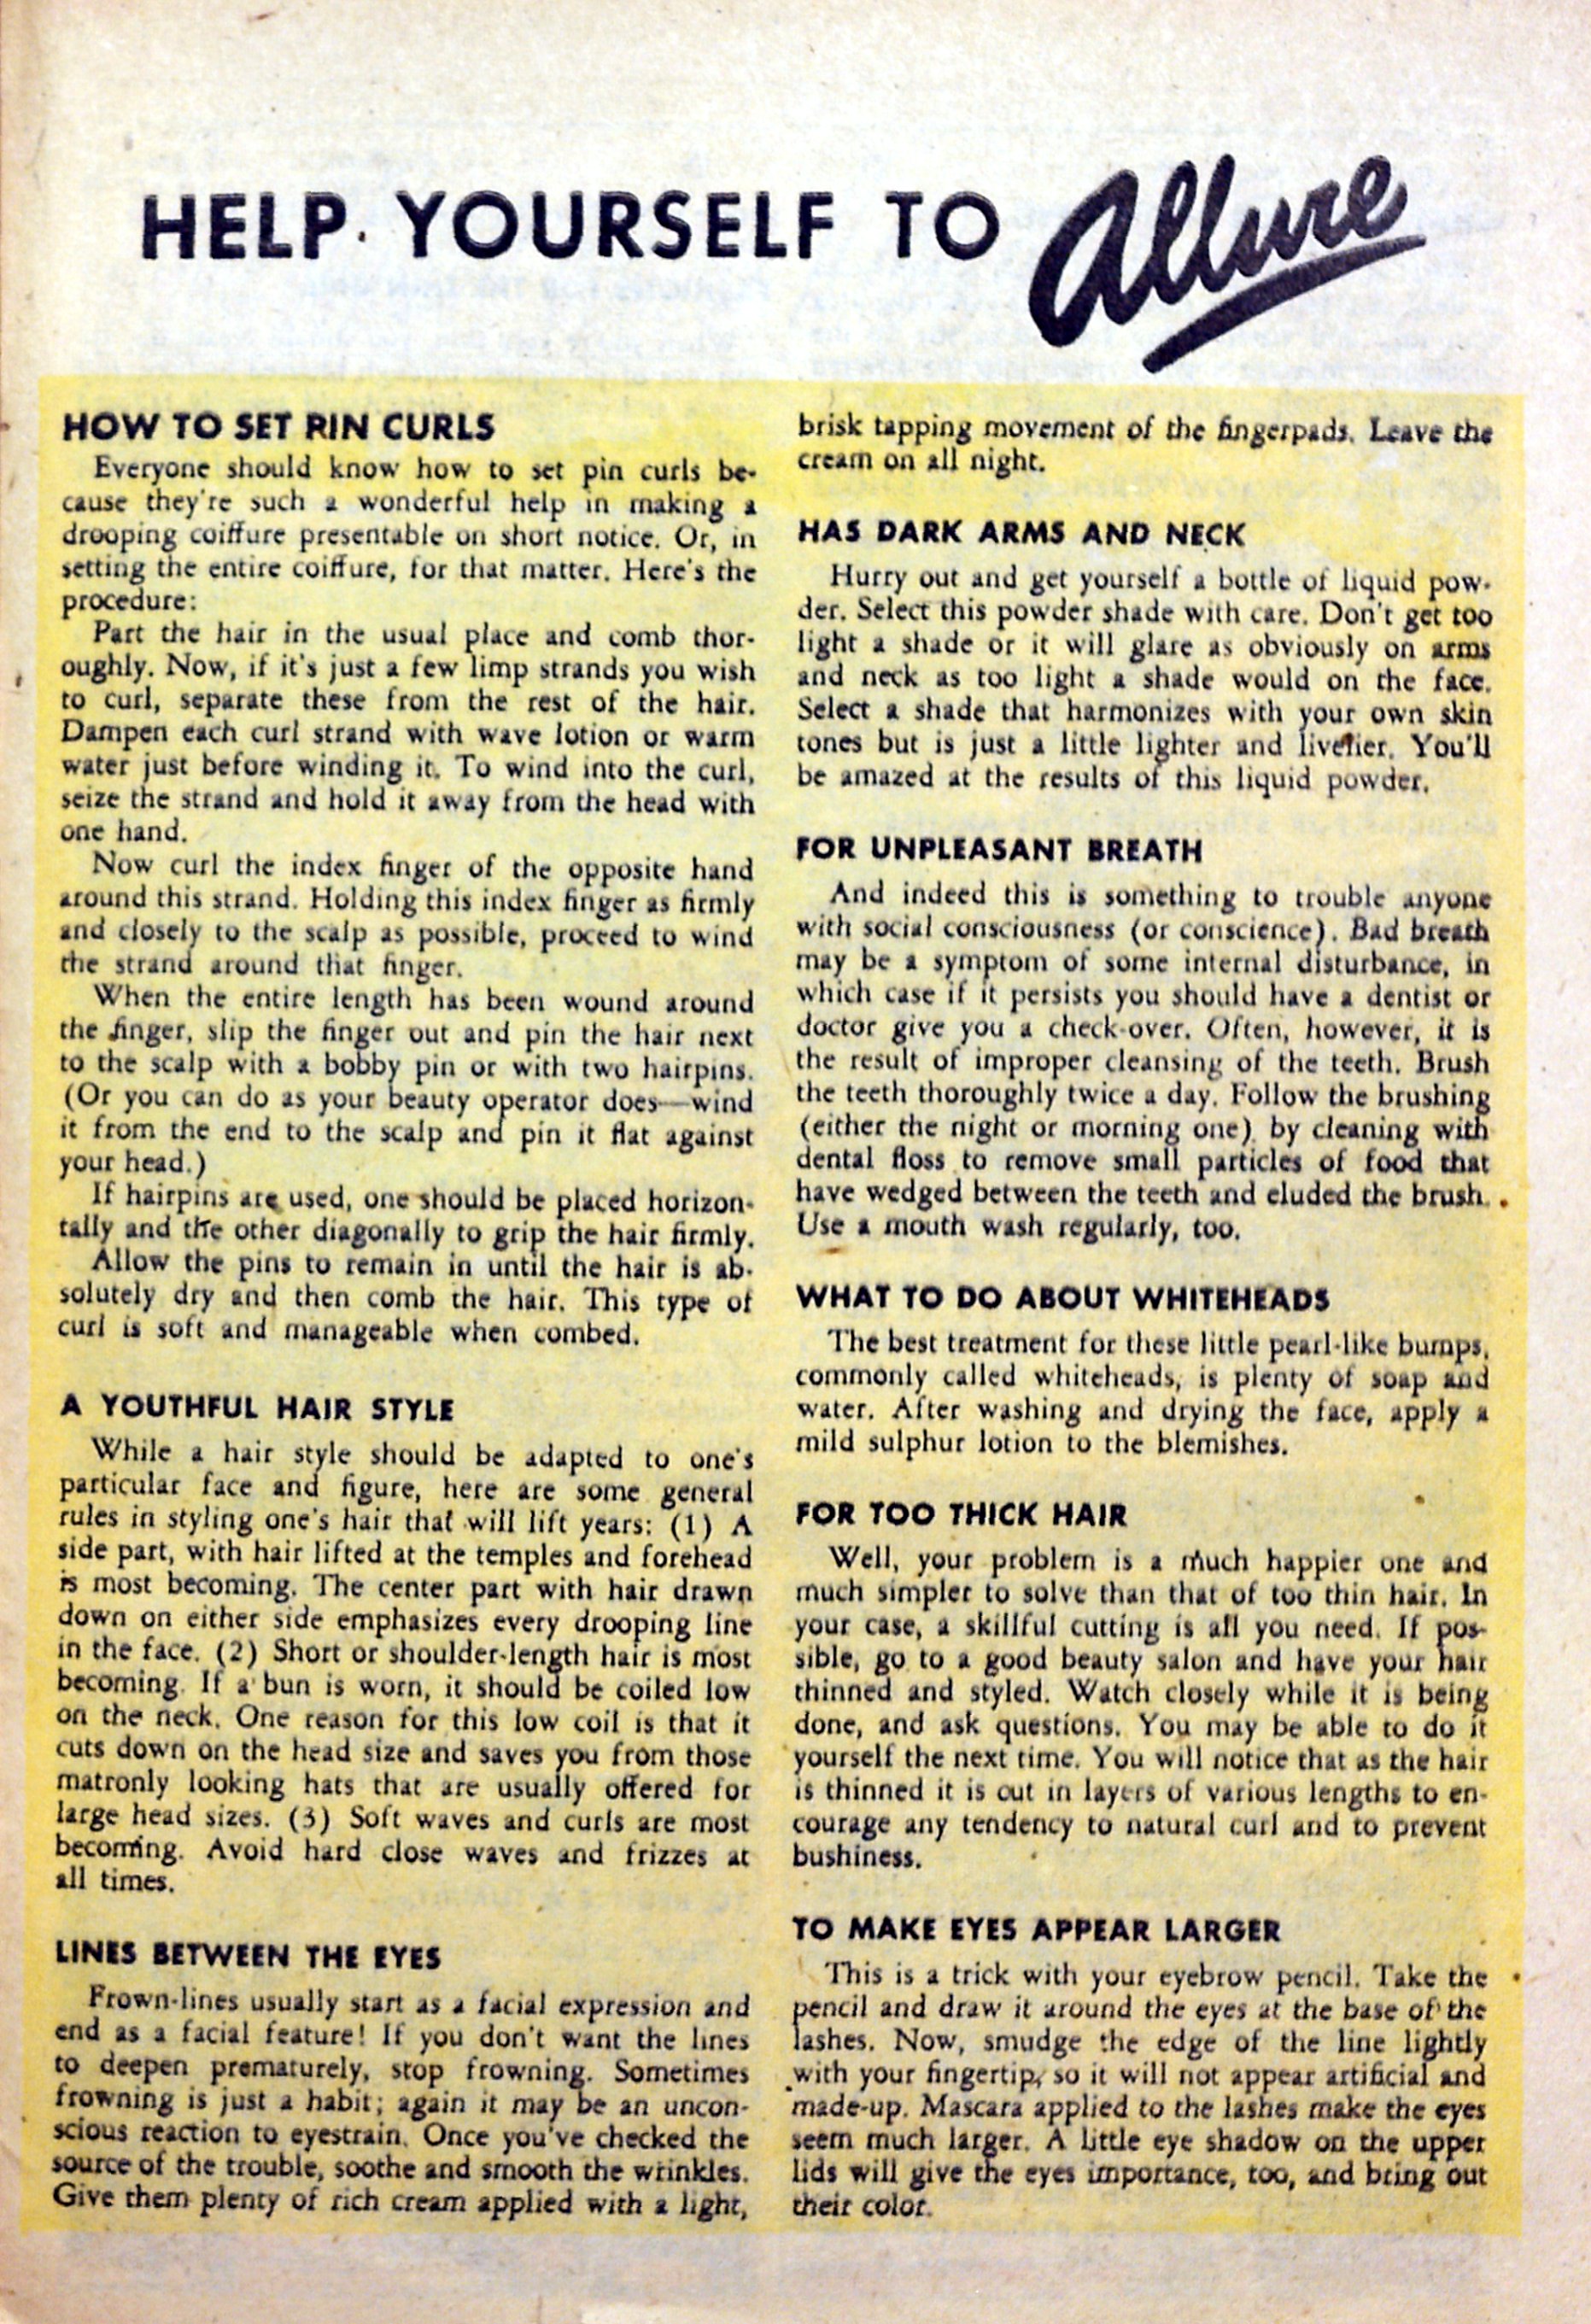 HELP YOURSELF TO Allure
HOW TO SET PIN CURLS
Everyone should know how to set pin curls be-
cause they're such a wonderful help in making a
drooping coiffure presentable on short notice. Or, in
setting the entire coiffure, for that matter. Here's the
procedure:
Part the hair in the usual place and comb thor-
oughly. Now, if it's just a few limp strands you wish
to curl, separate these from the rest of the hair.
Dampen each curl strand with wave lotion or warm
water just before winding it. To wind into the curl,
seize the strand and hold it away from the head with
one hand.
Now curl the index finger of the opposite hand
around this strand. Holding this index finger as firmly
and closely to the scalp as possible, proceed to wind
the strand around that finger.
When the entire length has been wound around
the finger, slip the finger out and pin the hair next
to the scalp with a bobby pin or with two hairpins.
(Or you can do as your beauty operator does—wind
it from the end to the scalp and pin it flat against
your head.)
If hairpins are used, one should be placed horizon-
tally and the other diagonally to grip the hair firmly.
Allow the pins to remain in until the hair is ab-
solutely dry and then comb the hair. This type of
curl is soft and manageable when combed.
A YOUTHFUL HAIR STYLE
While a hair style should be adapted to one's
particular face and figure, here are some general
rules in styling one's hair that will lift years: (1) A
side part, with hair lifted at the temples and forehead
is most becoming. The center part with hair drawn
down on either side emphasizes every drooping line
in the face. (2) Short or shoulder-length hair is most
becoming. If a bun is worn, it should be coiled low
on the neck. One reason for this low coil is that it
cuts down on the head size and saves you from those
matronly looking hats that are usually offered for
large head sizes. (3) Soft waves and curls are most
becoming. Avoid hard close waves and frizzes at
all times.
LINES BETWEEN THE EYES
Frown-lines usually start as a facial expression and
end as a facial feature! If you don't want the lines
to deepen prematurely, stop frowning. Sometimes
frowning is just a habit; again it may be an uncon-
scious reaction to eyestrain. Once you've checked the
source of the trouble, soothe and smooth the wrinkles.
Give them plenty of rich cream applied with a light,
brisk tapping movement of the fingerpads. Leave the
cream on all night.
HAS DARK ARMS AND NECK
Hurry out and get yourself a bottle of liquid pow-
der. Select this powder shade with care. Don't get too
light a shade or it will glare as obviously on arms
and neck as too light a shade would on the face.
Select a shade that harmonizes with your own skin
tones but is just a little lighter and livelier. You'll
be amazed at the results of this liquid powder.
FOR UNPLEASANT BREATH
And indeed this is something to trouble anyone
with social consciousness (or conscience). Bad breath
may be a symptom of some internal disturbance, in
which case if it persists you should have a dentist or
doctor give you a check-over. Often, however, it is
the result of improper cleansing of the teeth. Brush
the teeth thoroughly twice a day. Follow the brushing
(either the night or morning one) by cleaning with
dental floss to remove small particles of food that
have wedged between the teeth and eluded the brush.
Use a mouth wash regularly, too.
WHAT TO DO ABOUT WHITEHEADS
The best treatment for these little pearl-like bumps,
commonly called whiteheads, is plenty of soap and
water. After washing and drying the face, apply a
mild sulphur lotion to the blemishes.
FOR TOO THICK HAIR
Well, your problem is a much happier one and
much simpler to solve than that of too thin hair. In
your case, a skillful cutting is all you need. If pos-
sible, go to a good beauty salon and have your hair
thinned and styled. Watch closely while it is being
done, and ask questions. You may be able to do it
yourself the next time. You will notice that as the hair
is thinned it is cut in layers of various lengths to en-
courage any tendency to natural curl and to prevent
bushiness.
TO MAKE EYES APPEAR LARGER
This is a trick with your eyebrow pencil. Take the
pencil and draw it around the eyes at the base of the
lashes. Now, smudge the edge of the line lightly
with your fingertip, so it will not appear artificial and
made-up. Mascara applied to the lashes make the eyes
seem much larger. A little eye shadow on the upper
lids will give the eyes importance, too, and bring out
their color.